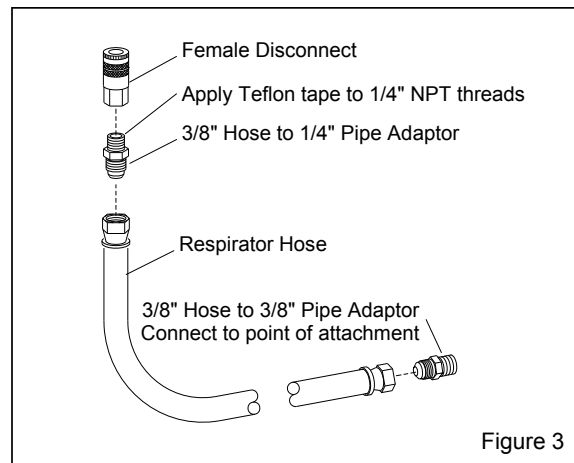 Female Disconnect
Apply Teflon tape to 1/4" NPT threads
3/8" Hose to 1/4" Pipe Adaptor
Respirator Hose
3/8" Hose to 3/8" Pipe Adaptor
Connect to point of attachment
Figure 3